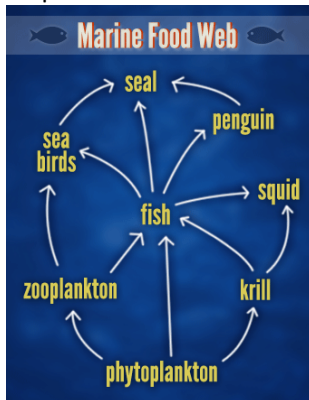 Marine Food Web
seal
penguin
sea
birds
squid
fish
zooplankton
krill
phytoplankton